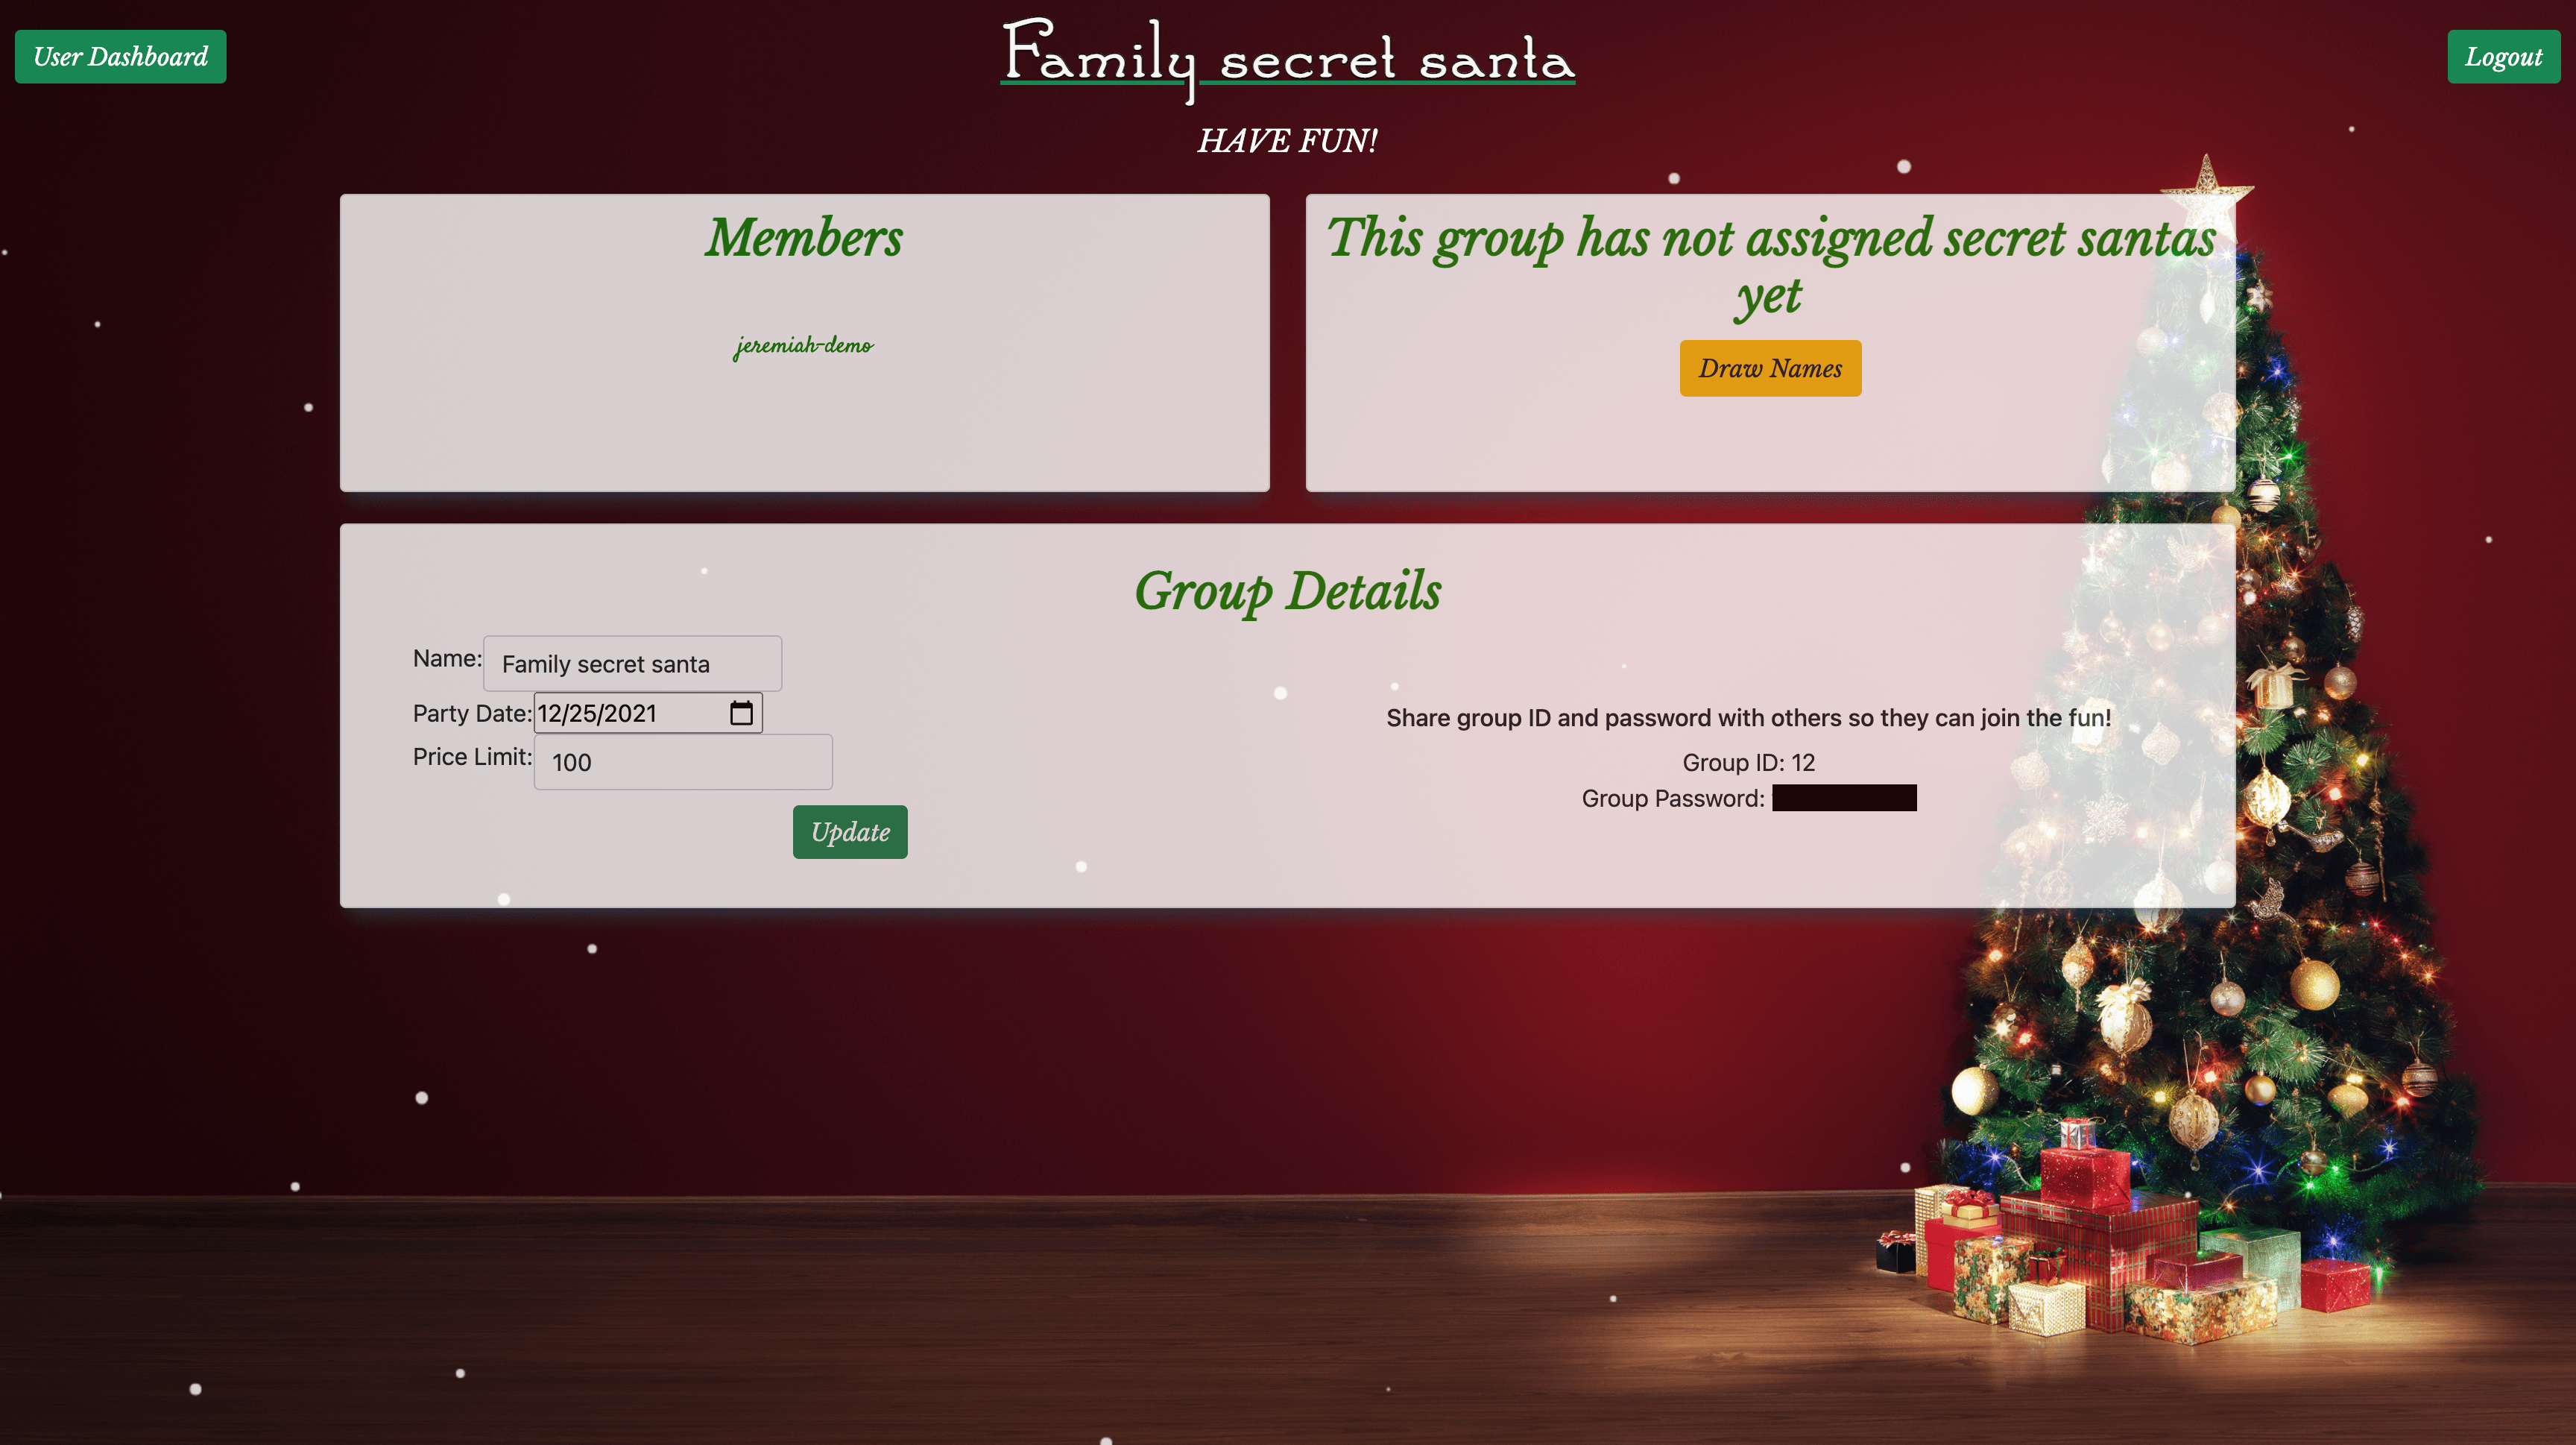 User Dashboard
Family secret santa
Logout
HAVE FUN!
Members
jeremiah-demo
This group has not assigned secret santas
yet
Draw Names
Group Details
Name: Family secret santa
Party Date: 12/25/2021
Price Limit: 100
Update
Share group ID and password with others so they can join the fun!
Group ID: 12
Group Password: